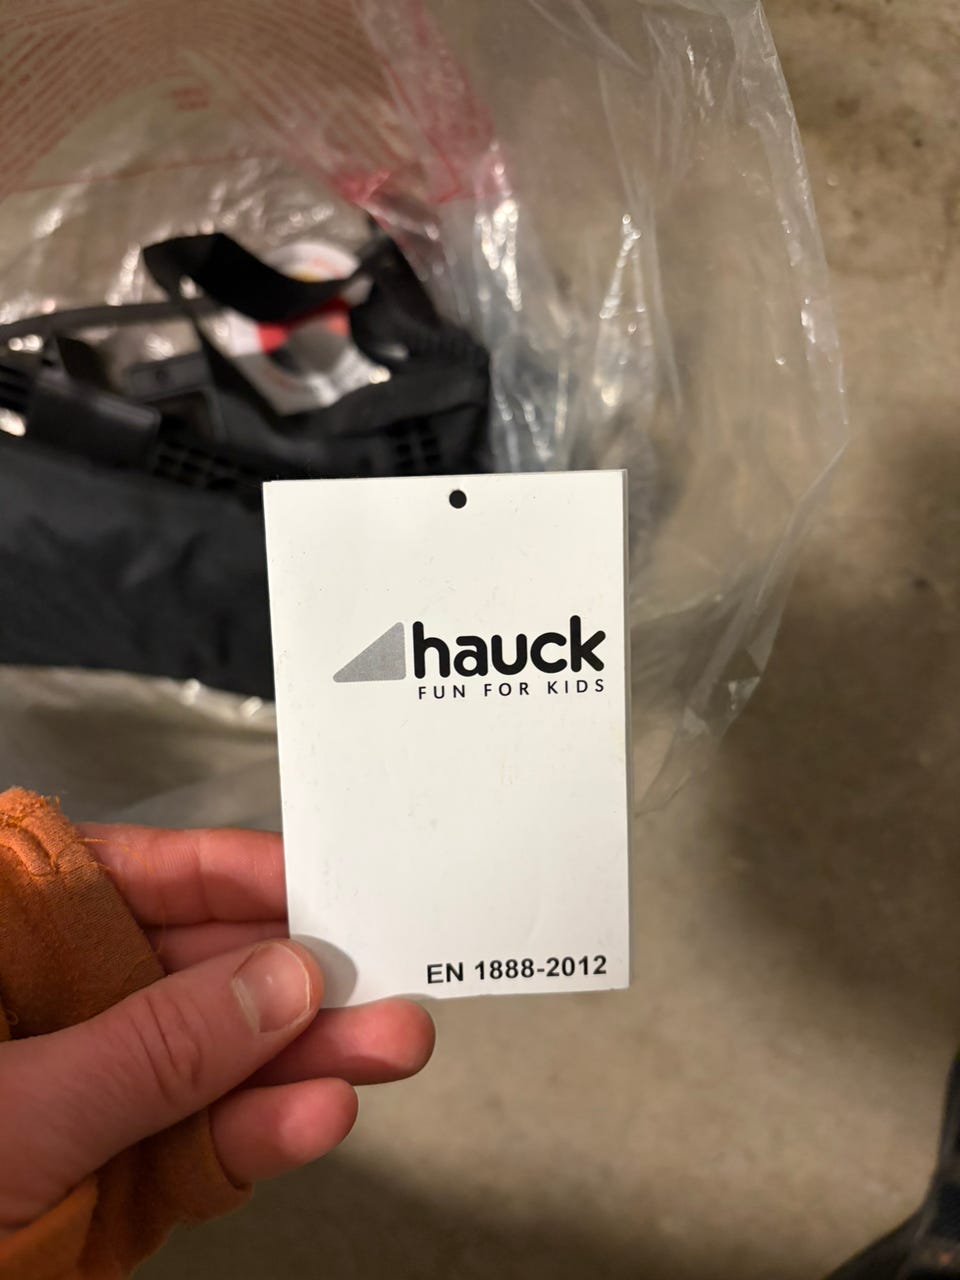 hauck
FUN FOR KIDS
EN 1888-2012